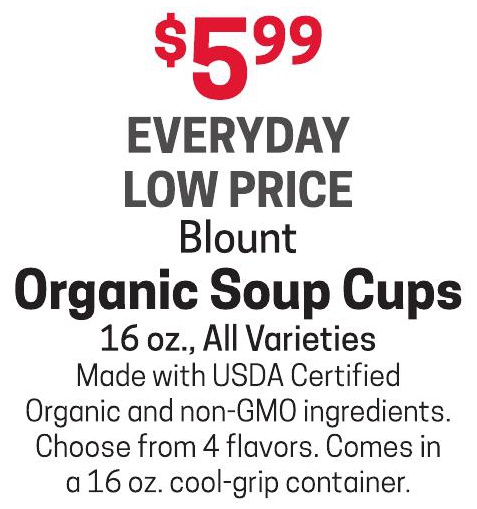 $5.99
EVERYDAY
LOW PRICE
Blount
Organic Soup Cups
16 oz., All Varieties
Made with USDA Certified
Organic and non-GMO ingredients.
Choose from 4 flavors. Comes in
a 16 oz. cool-grip container.